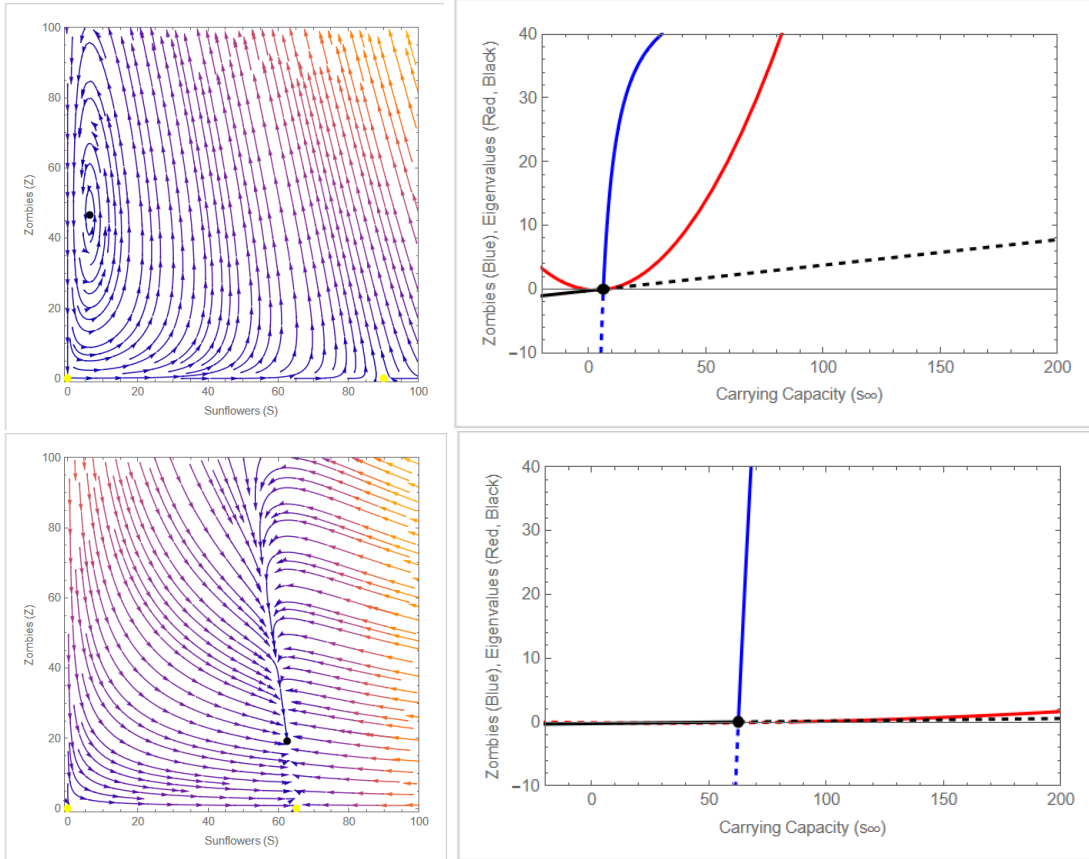 100
80
60
40
20
0
0 20 40 60 80 100
Zombies (Z)
Sunflowers (S)
40
30
20
10
0
−10
0 50 100 150 200
Zombies (Blue), Eigenvalues (Red, Black)
Carrying Capacity (s∞)
100
80
60
40
20
0
0 20 40 60 80 100
Zombies (Z)
Sunflowers (S)
40
30
20
10
0
−10
0 50 100 150 200
Zombies (Blue), Eigenvalues (Red, Black)
Carrying Capacity (s∞)